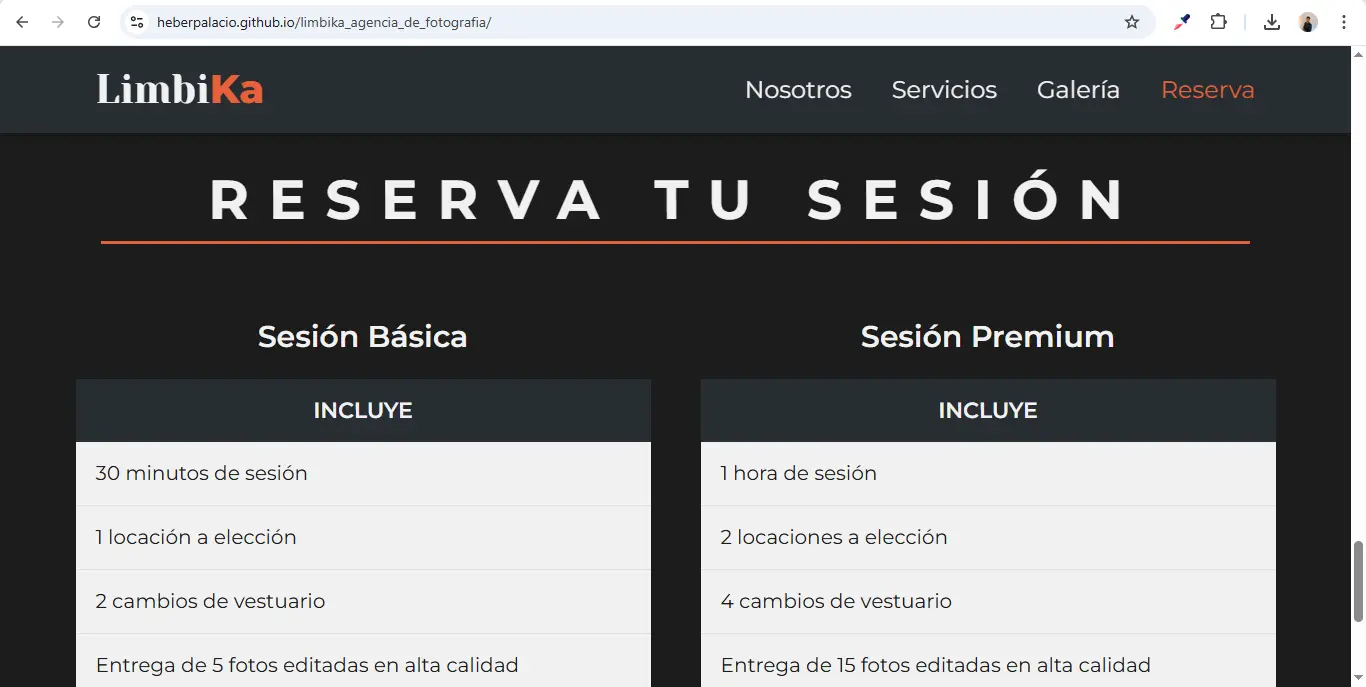 heberpalacio.github.io/limbika_agencia_de_fotografia/
LimbiKa
Nosotros Servicios Galería Reserva
RESERVA TU SESIÓN
Sesión Básica
INCLUYE
30 minutos de sesión
1 locación a elección
2 cambios de vestuario
Entrega de 5 fotos editadas en alta calidad
Sesión Premium
INCLUYE
1 hora de sesión
2 locaciones a elección
4 cambios de vestuario
Entrega de 15 fotos editadas en alta calidad